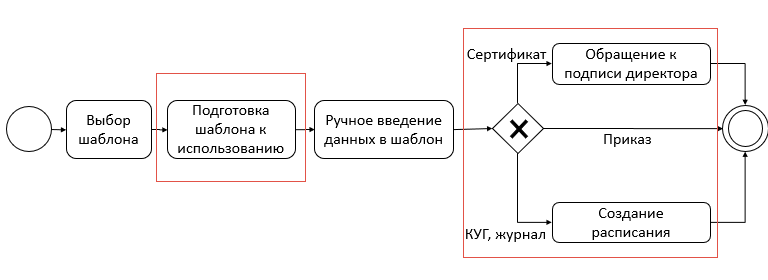 Выбор
шаблона
Подготовка
шаблона к
использованию
Ручное введение
данных в шаблон
Сертификат
Обращение к
подписи директора
Приказ
КУГ, журнал
Создание
расписания